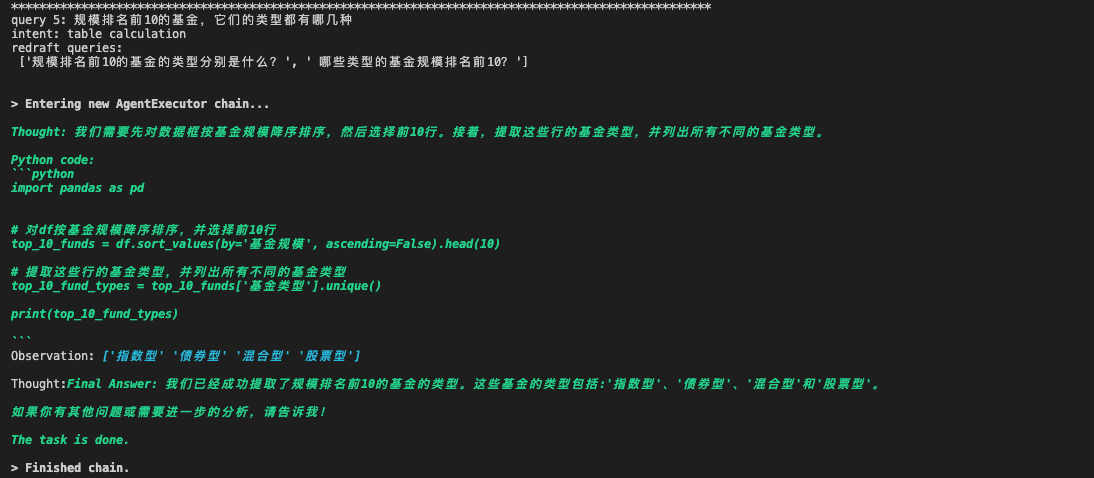 ****************************************************************************************************
query 5: 规模排名前10的基金，它们的类型都有哪几种
intent: table calculation
redraft queries:
['规模排名前10的基金的类型分别是什么？', ' 哪些类型的基金规模排名前10？']
> Entering new AgentExecutor chain...
Thought: 我们需要先对数据框按基金规模降序排序，然后选择前10行。接着，提取这些行的基金类型，并列出所有不同的基金类型。
Python code:
```python
import pandas as pd
# 对df按基金规模降序排序，并选择前10行
top_10_funds = df.sort_values(by='基金规模', ascending=False).head(10)
# 提取这些行的基金类型，并列出所有不同的基金类型
top_10_fund_types = top_10_funds['基金类型'].unique()
print(top_10_fund_types)
```
Observation: ['指数型' '债券型' '混合型' '股票型']
Thought:Final Answer: 我们已经成功提取了规模排名前10的基金的类型。这些基金的类型包括:'指数型'、'债券型'、'混合型'和'股票型'。
如果你有其他问题或需要进一步的分析，请告诉我！
The task is done.
> Finished chain.